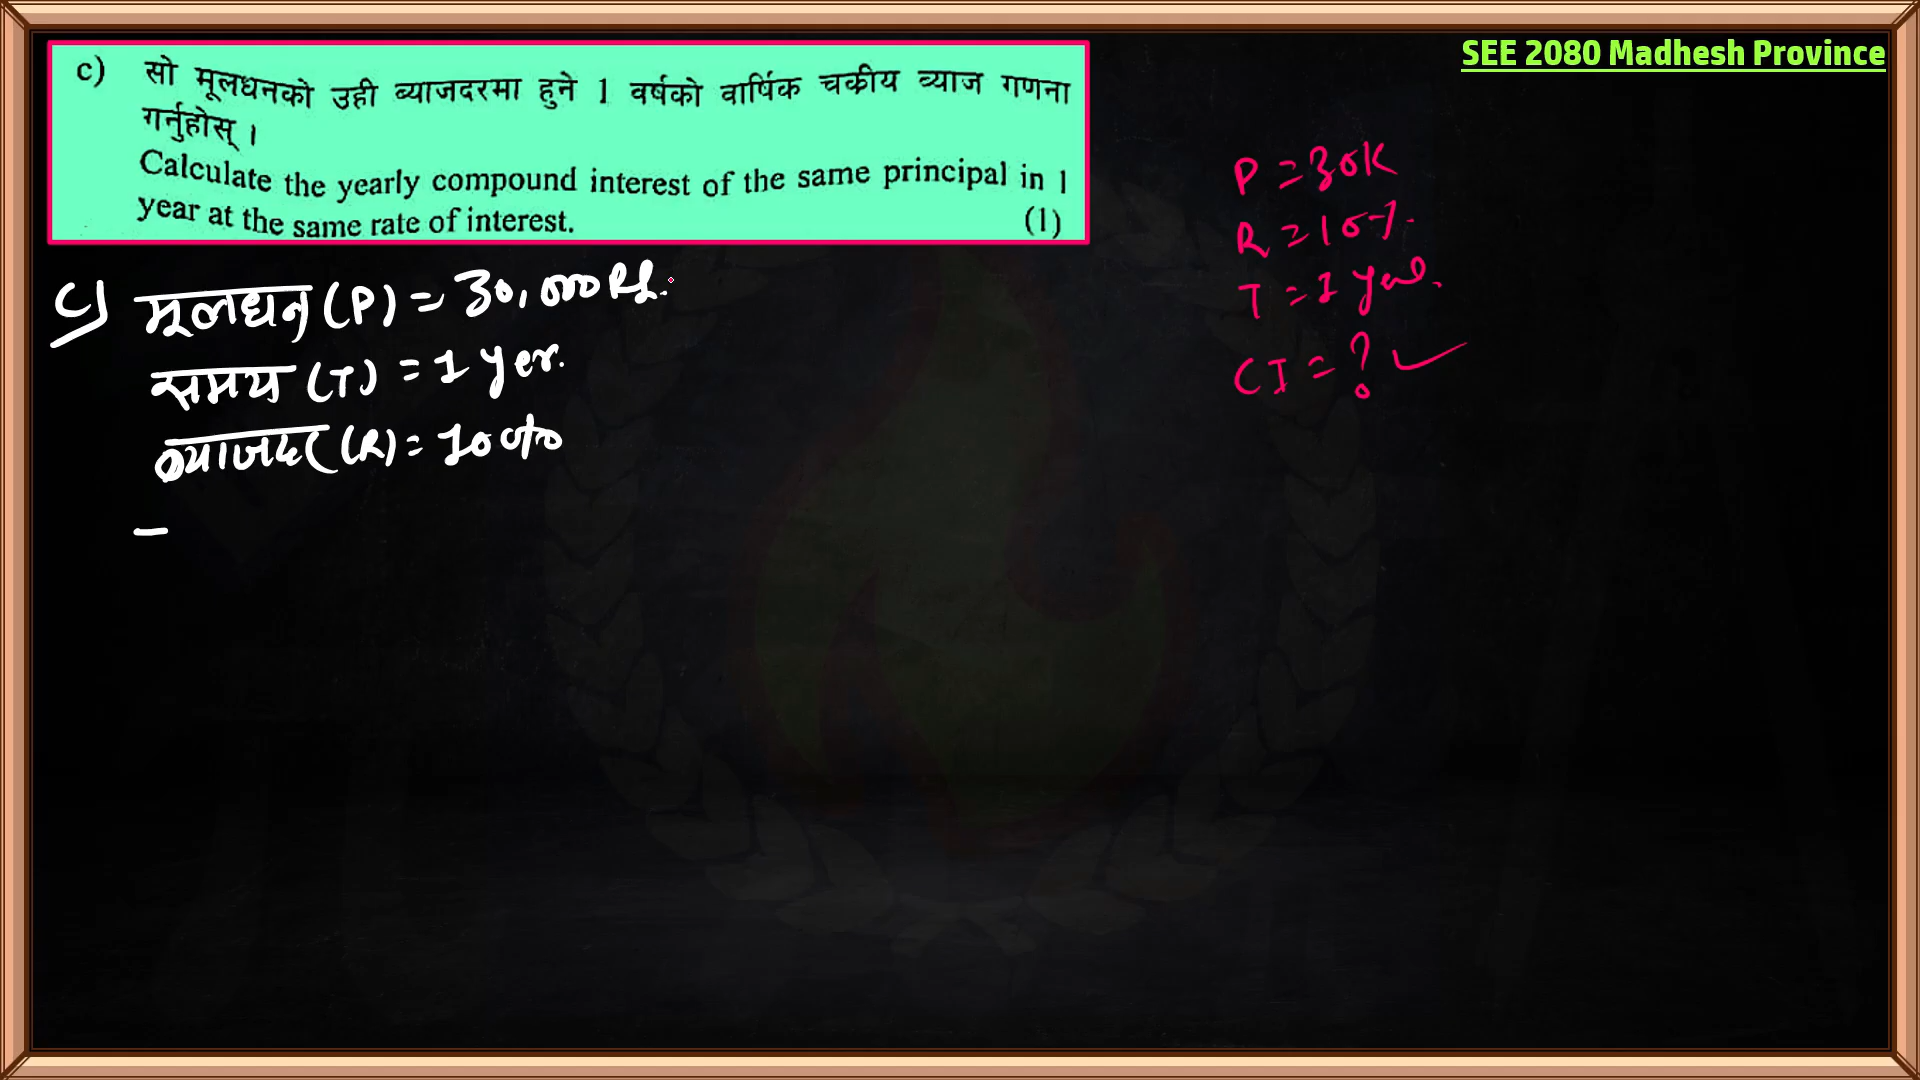 SEE 2080 Madhesh Province
c) सो मूलधनको उही ब्याजदरमा हुने 1 वर्षको वार्षिक चक्रीय ब्याज गणना
गर्नुहोस् ।
Calculate the yearly compound interest of the same principal in 1
year at the same rate of interest. (1)
c) मूलधन (P) = 30,000 Rs.
समय (T) = 1 yer.
ब्याजदर (R) = 10 %
P = 30K
R = 10%.
T = 1 year.
CI = ? ✓